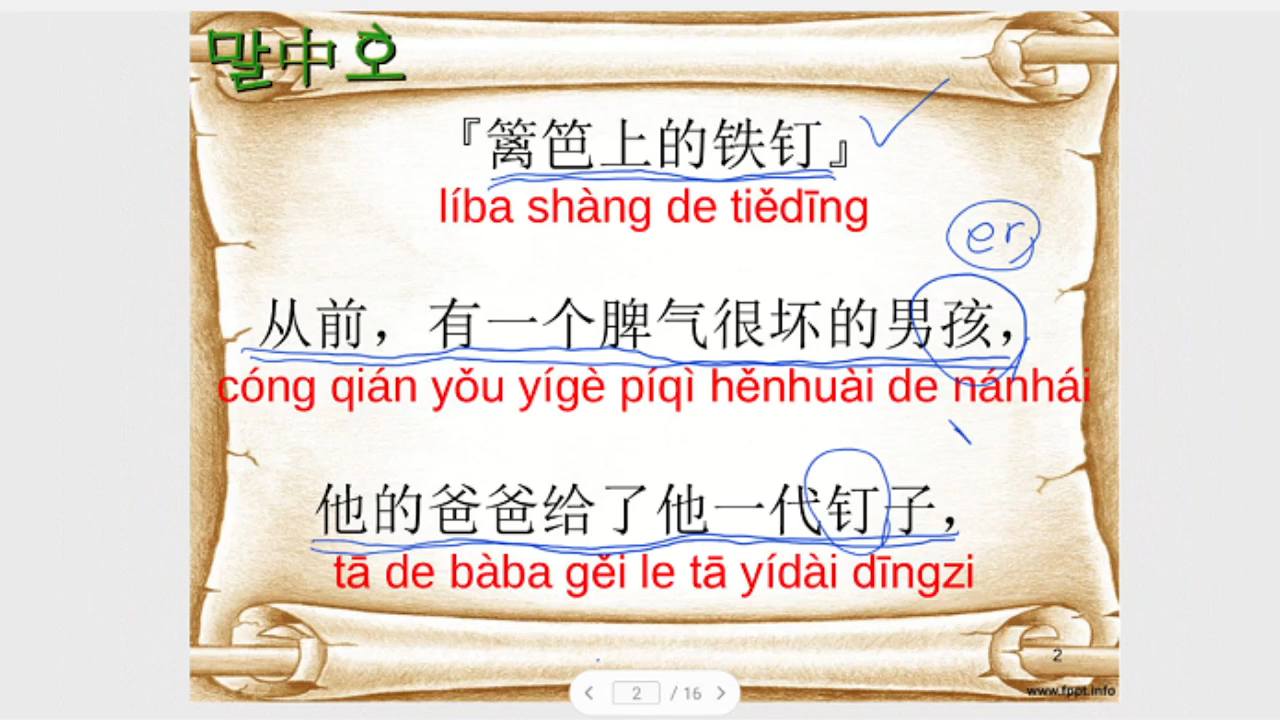 말中호
『篱笆上的铁钉』
líba shàng de tiědīng
er
从前，有一个脾气很坏的男孩，
cóng qián yǒu yígè píqì hěnhuài de nánhái
他的爸爸给了他一代钉子，
tā de bàba gěi le tā yídài dīngzi
2
www.fppt.info
2 / 16